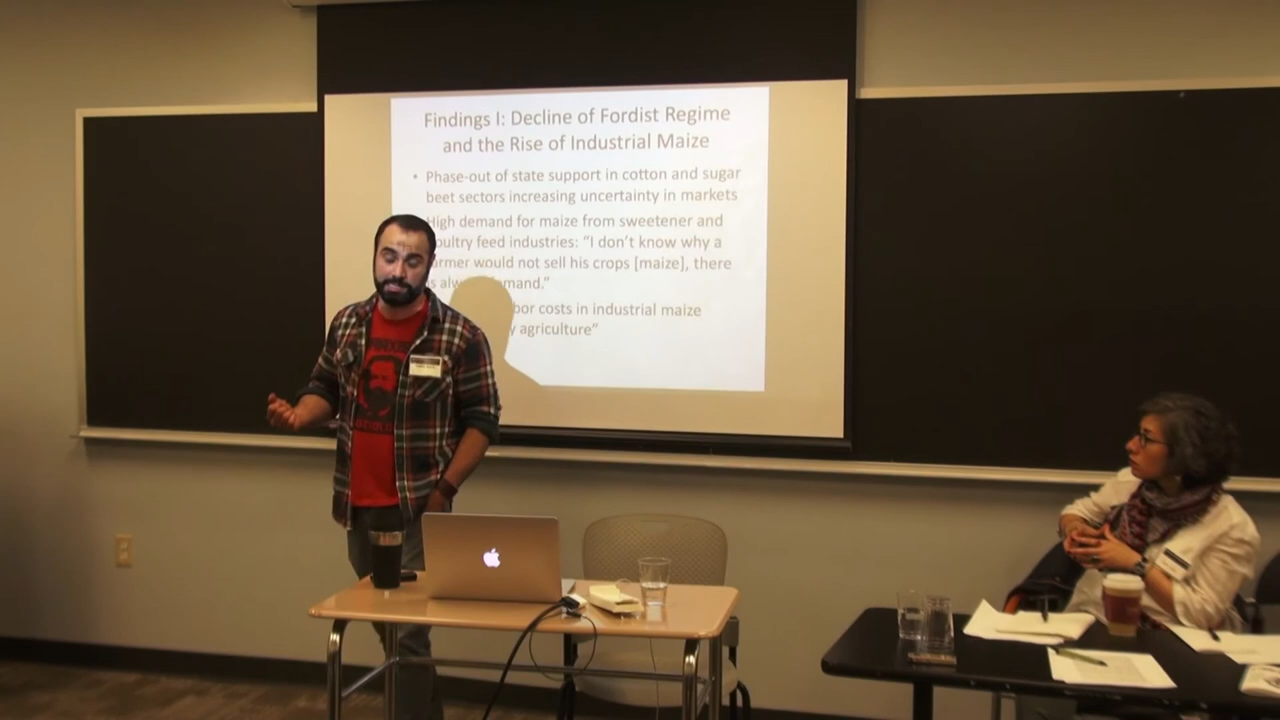 Findings I: Decline of Fordist Regime
and the Rise of Industrial Maize
• Phase-out of state support in cotton and sugar
beet sectors increasing uncertainty in markets
High demand for maize from sweetener and
oultry feed industries: “I don’t know why a
rmer would not sell his crops [maize], there
s alw mand.”
bor costs in industrial maize
y agriculture”